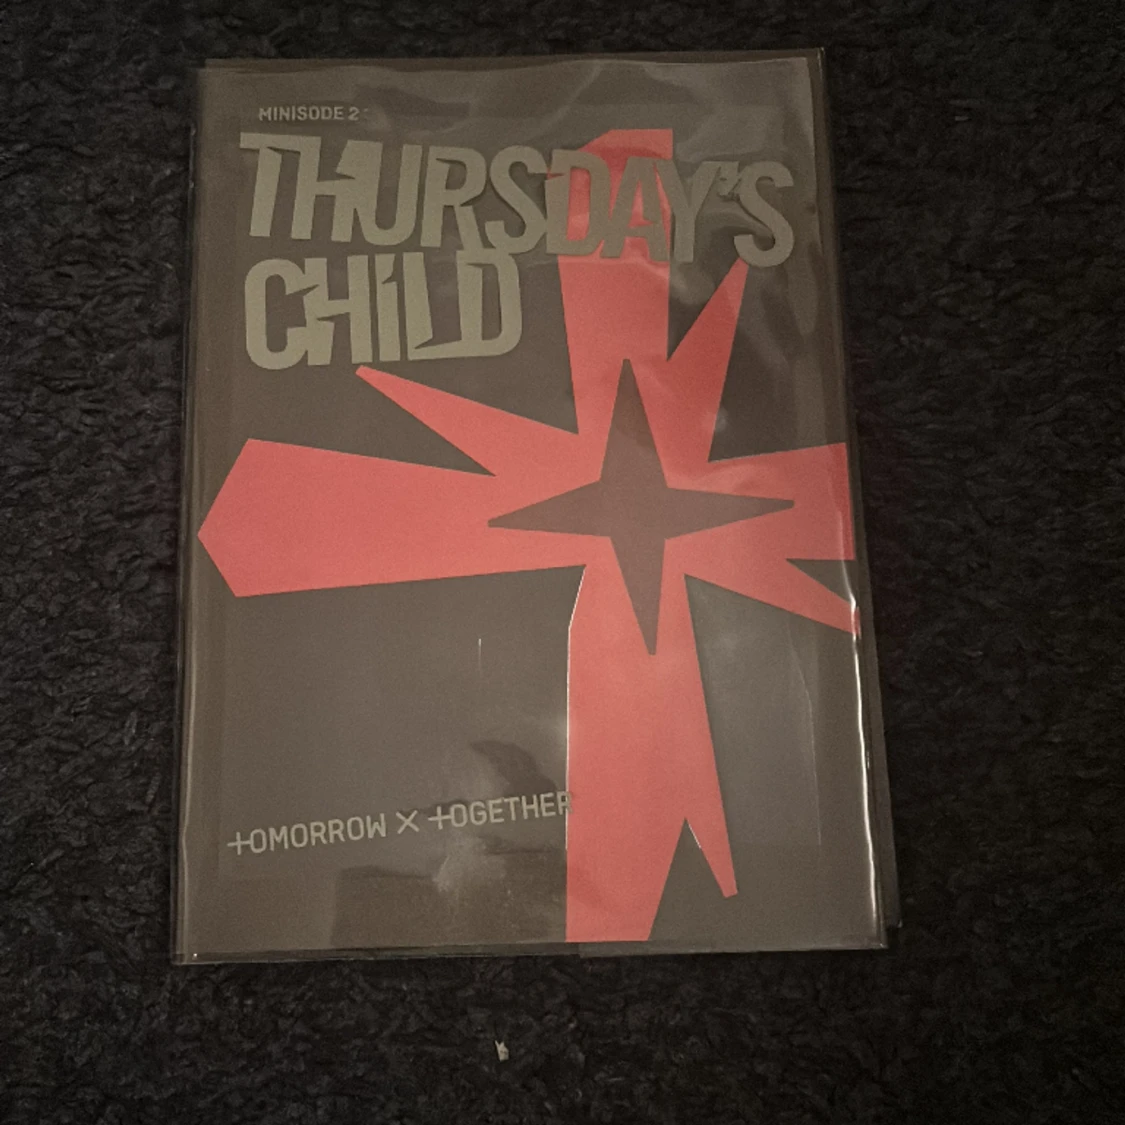 MINISODE 2:
THURSDAY'S
CHILD
TOMORROW X TOGETHER